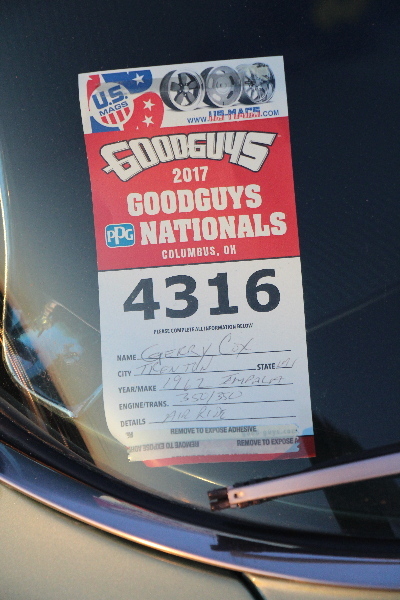 U.S. MAGS
WWW.US-MAGS.COM
GOODGUYS
2017
GOODGUYS
PPG NATIONALS
COLUMBUS, OH
4316
PLEASE COMPLETE ALL INFORMATION BELOW
NAME Gerry Cox
CITY TRENTON STATE MI
YEAR/MAKE 1962 IMPALA
ENGINE/TRANS. 350/350
DETAILS AIR RIDE
REMOVE TO EXPOSE ADHESIVE
REMOVE TO EXPOSE A